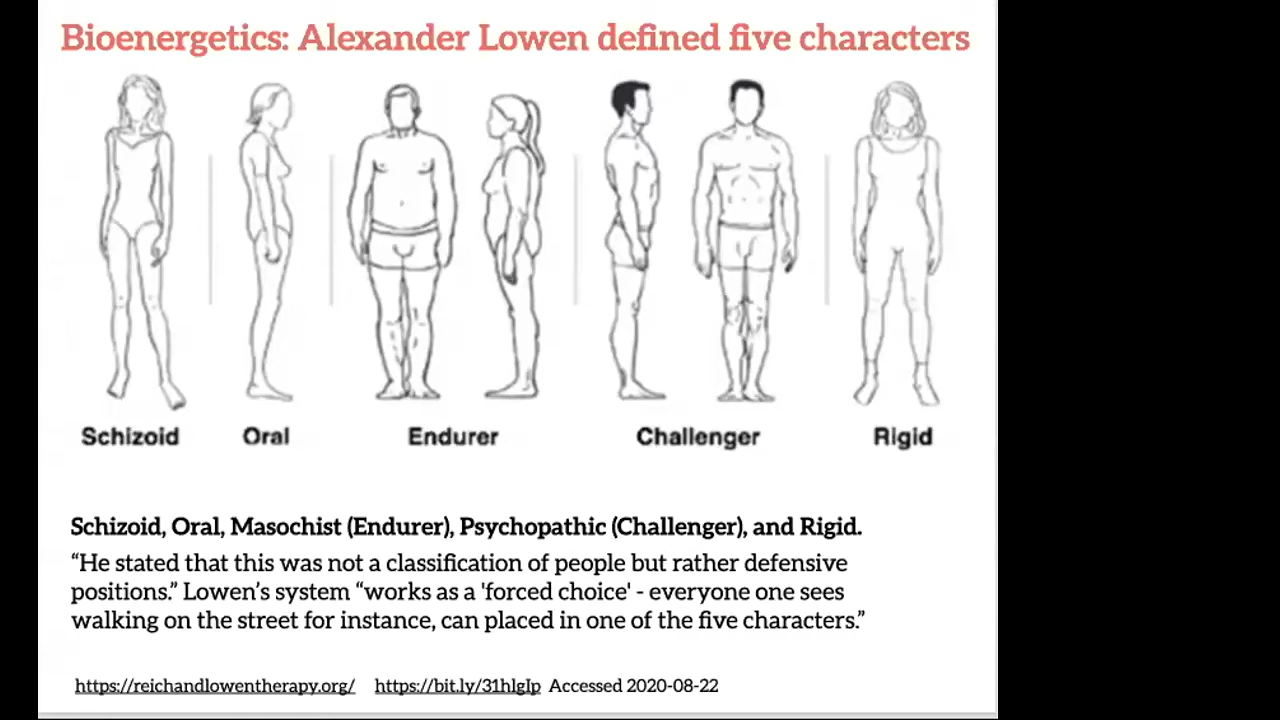 Bioenergetics: Alexander Lowen defined five characters
Schizoid
Oral
Endurer
Challenger
Rigid
Schizoid, Oral, Masochist (Endurer), Psychopathic (Challenger), and Rigid.
“He stated that this was not a classification of people but rather defensive
positions.” Lowen’s system “works as a 'forced choice' - everyone one sees
walking on the street for instance, can placed in one of the five characters.”
https://reichandlowentherapy.org/ https://bit.ly/31hlgIp Accessed 2020-08-22